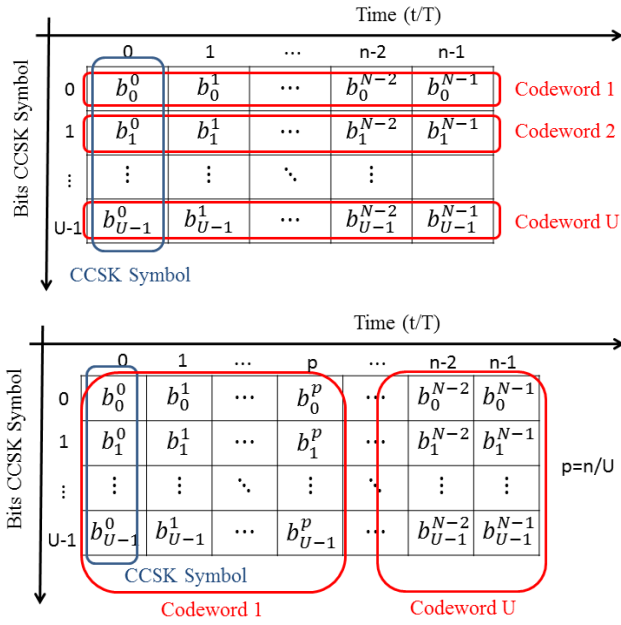 Time (t/T)
0 1 ⋯ n-2 n-1
Bits CCSK Symbol
0 b_0^0 b_0^1 ⋯ b_0^{N-2} b_0^{N-1} Codeword 1
1 b_1^0 b_1^1 ⋯ b_1^{N-2} b_1^{N-1} Codeword 2
⋮ ⋮ ⋮ ⋱ ⋮
U-1 b_{U-1}^0 b_{U-1}^1 ⋯ b_{U-1}^{N-2} b_{U-1}^{N-1} Codeword U
CCSK Symbol
Time (t/T)
0 1 ⋯ p ⋯ n-2 n-1
Bits CCSK Symbol
0 b_0^0 b_0^1 ⋯ b_0^p ⋯ b_0^{N-2} b_0^{N-1}
1 b_1^0 b_1^1 ⋯ b_1^p ⋯ b_1^{N-2} b_1^{N-1}
p=n/U
⋮ ⋮ ⋮ ⋱ ⋮ ⋱ ⋮ ⋮
U-1 b_{U-1}^0 b_{U-1}^1 ⋯ b_{U-1}^p ⋯ b_{U-1}^{N-2} b_{U-1}^{N-1}
CCSK Symbol
Codeword 1 Codeword U